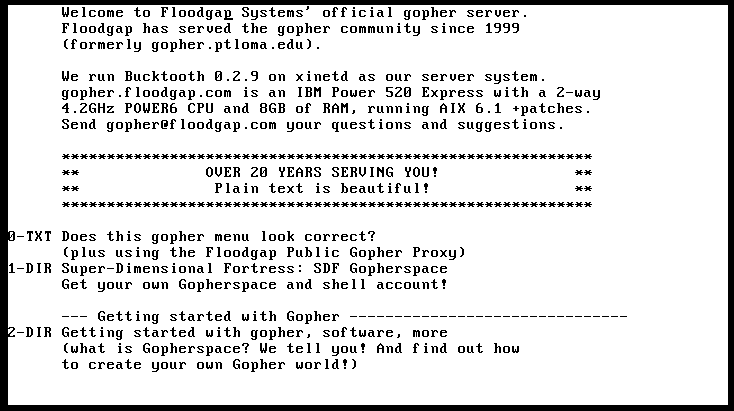 Welcome to Floodgap Systems' official gopher server.
Floodgap has served the gopher community since 1999
(formerly gopher.ptloma.edu).
We run Bucktooth 0.2.9 on xinetd as our server system.
gopher.floodgap.com is an IBM Power 520 Express with a 2-way
4.2GHz POWER6 CPU and 8GB of RAM, running AIX 6.1 +patches.
Send gopher@floodgap.com your questions and suggestions.
***********************************************************
** OVER 20 YEARS SERVING YOU! **
** Plain text is beautiful! **
***********************************************************
0-TXT Does this gopher menu look correct?
(plus using the Floodgap Public Gopher Proxy)
1-DIR Super-Dimensional Fortress: SDF Gopherspace
Get your own Gopherspace and shell account!
--- Getting started with Gopher -------------------------------
2-DIR Getting started with gopher, software, more
(what is Gopherspace? We tell you! And find out how
to create your own Gopher world!)